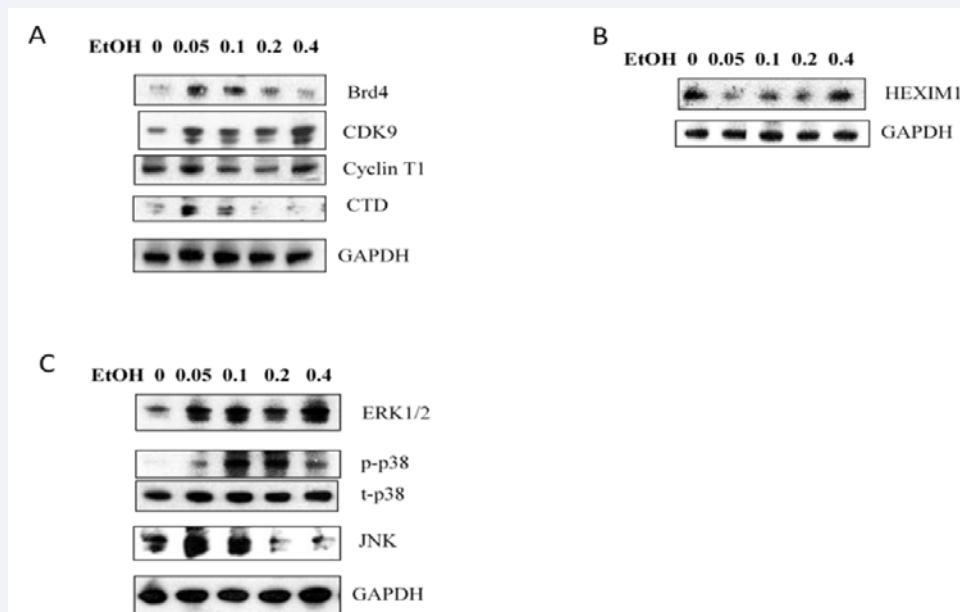 A
EtOH 0 0.05 0.1 0.2 0.4
Brd4
CDK9
Cyclin T1
CTD
GAPDH
B
EtOH 0 0.05 0.1 0.2 0.4
HEXIM1
GAPDH
C
EtOH 0 0.05 0.1 0.2 0.4
ERK1/2
p-p38
t-p38
JNK
GAPDH